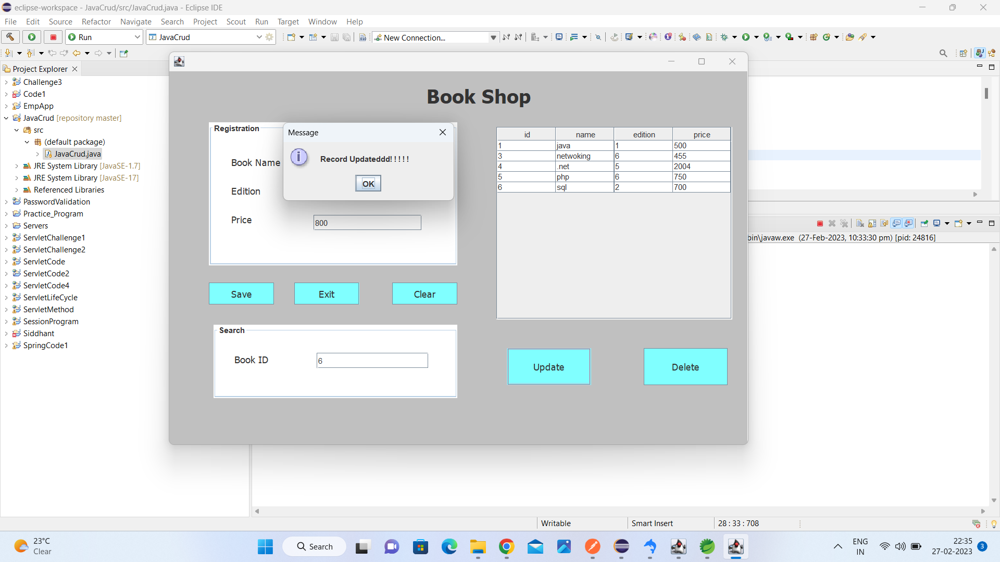 eclipse-workspace - JavaCrud/src/JavaCrud.java - Eclipse IDE
File Edit Source Refactor Navigate Search Project Scout Run Target Window Help
Run JavaCrud 010 New Connection...
Project Explorer
Challenge3
Code1
EmpApp
JavaCrud [repository master]
src
(default package)
JavaCrud.java
JRE System Library [JavaSE-1.7]
JRE System Library [JavaSE-17]
Referenced Libraries
PasswordValidation
Practice_Program
Servers
ServletChallenge1
ServletChallenge2
ServletCode
ServletCode2
ServletCode4
ServletLifeCycle
ServletMethod
SessionProgram
Siddhant
SpringCode1
Book Shop
Registration
Book Name
Edition
Price 800
Message
Record Updateddd!!!!!
OK
Save Exit Clear
Search
Book ID 6
id name edition price
1 java 1 500
3 netwoking 6 455
4 .net 5 2004
5 php 6 750
6 sql 2 700
Update Delete
bin\javaw.exe (27-Feb-2023, 10:33:30 pm) [pid: 24816]
Writable Smart Insert 28 : 33 : 708
23°C
Clear
Search
ENG
IN
22:35
27-02-2023
3